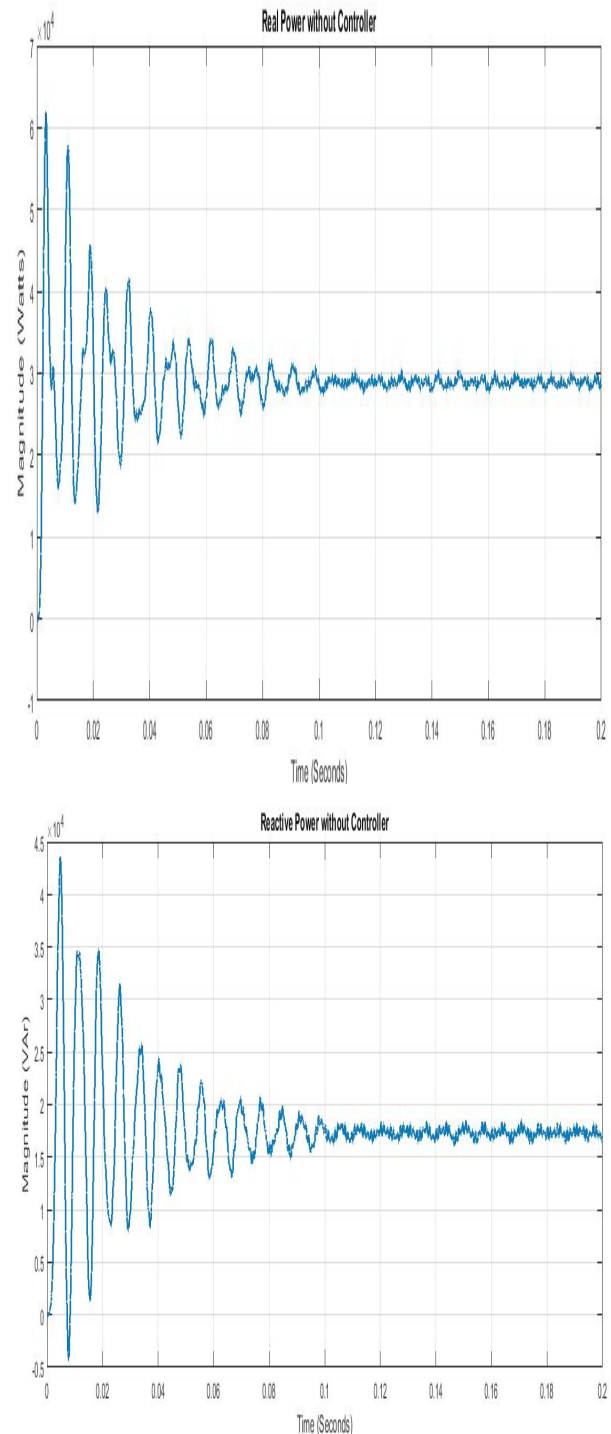 Real Power without Controller
×10⁴
7
6
5
4
3
2
1
0
-1
Magnitude (Watts)
0 0.02 0.04 0.06 0.08 0.1 0.12 0.14 0.16 0.18 0.2
Time (Seconds)
Reactive Power without Controller
×10⁴
4.5
4
3.5
3
2.5
2
1.5
1
0.5
0
-0.5
Magnitude (VAr)
0 0.02 0.04 0.06 0.08 0.1 0.12 0.14 0.16 0.18 0.2
Time (Seconds)